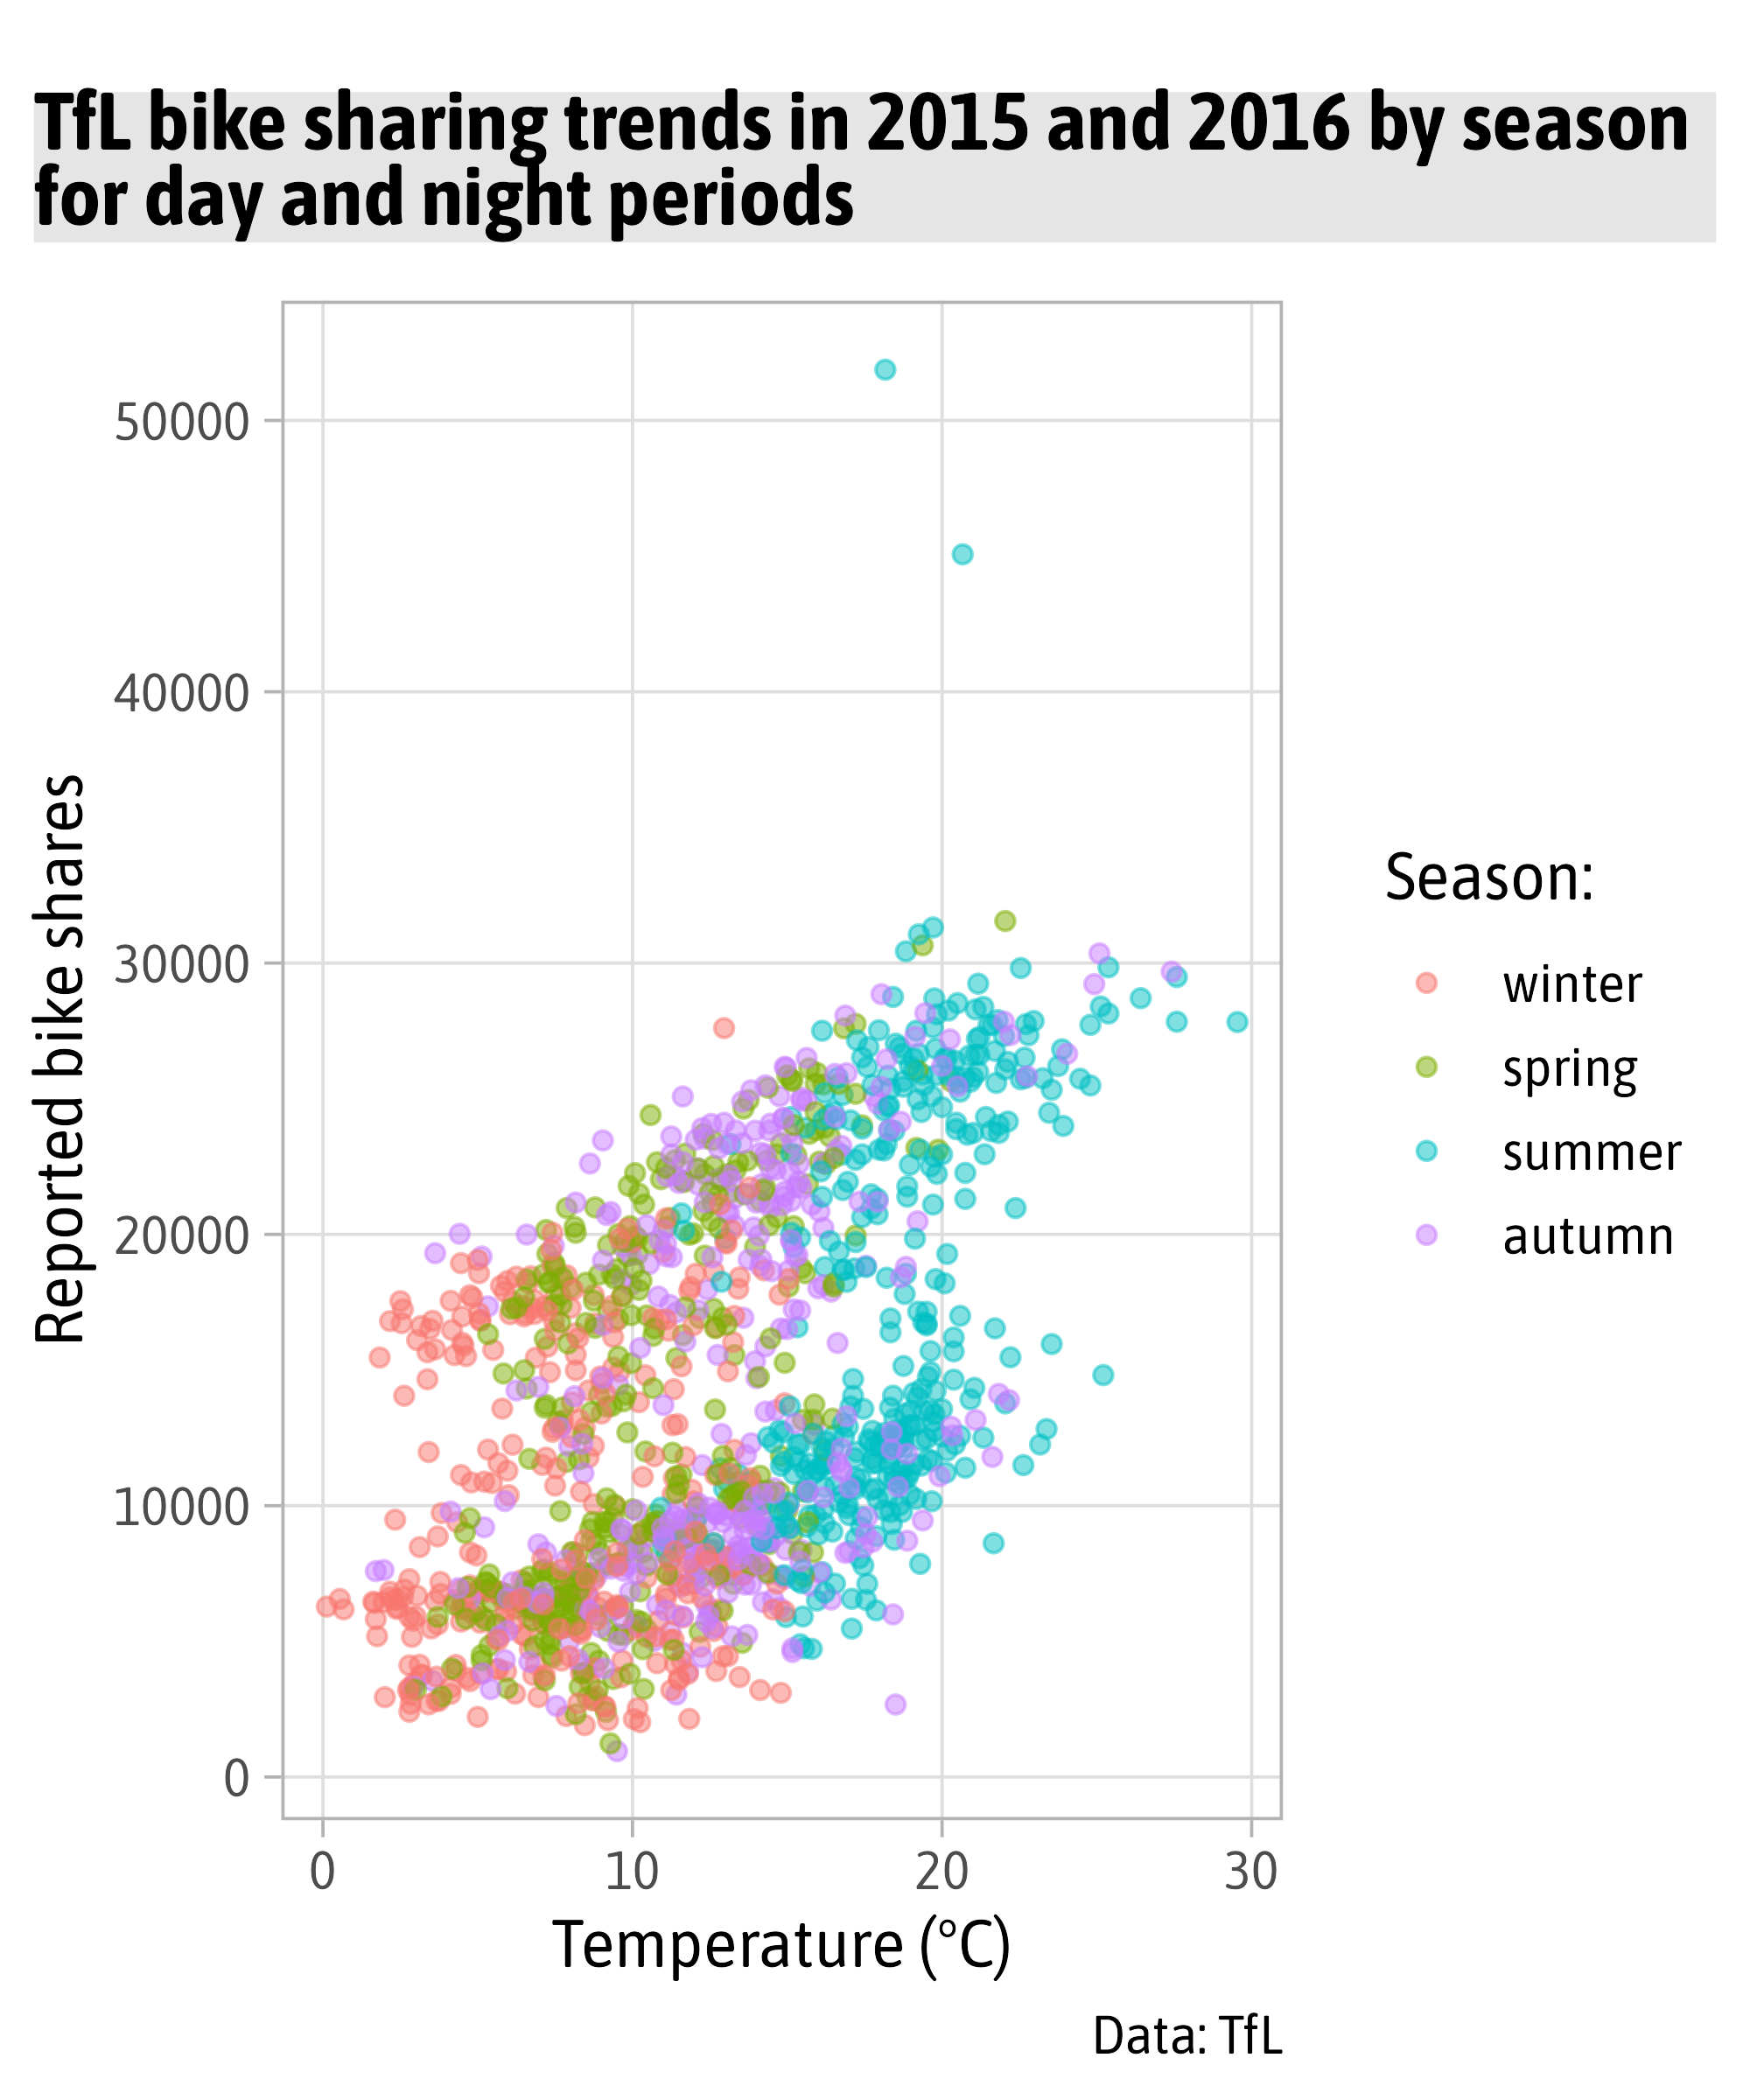 TfL bike sharing trends in 2015 and 2016 by season
for day and night periods
50000
40000
30000
20000
10000
0
Reported bike shares
0 10 20 30
Temperature (°C)
Season:
winter
spring
summer
autumn
Data: TfL